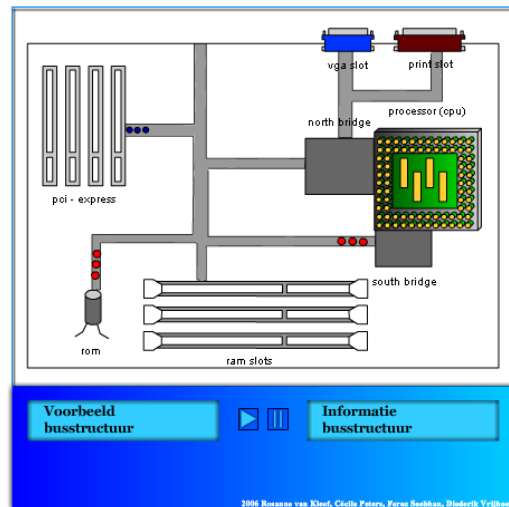 vga slot
print slot
processor (cpu)
north bridge
pci - express
south bridge
rom
ram slots
Voorbeeld
busstructuur
Informatie
busstructuur
2006 Rosanne van Kleef, Cécile Peters, Feroz Soebhan, Diederik